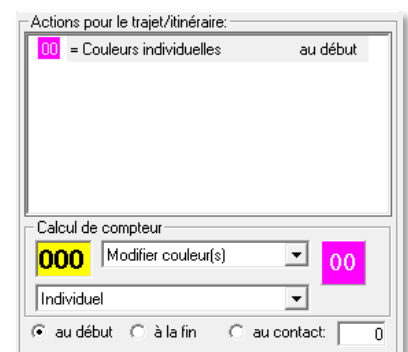 Actions pour le trajet/itinéraire:
00 = Couleurs individuelles au début
Calcul de compteur
000 Modifier couleur(s) 00
Individuel
au début à la fin au contact: 0